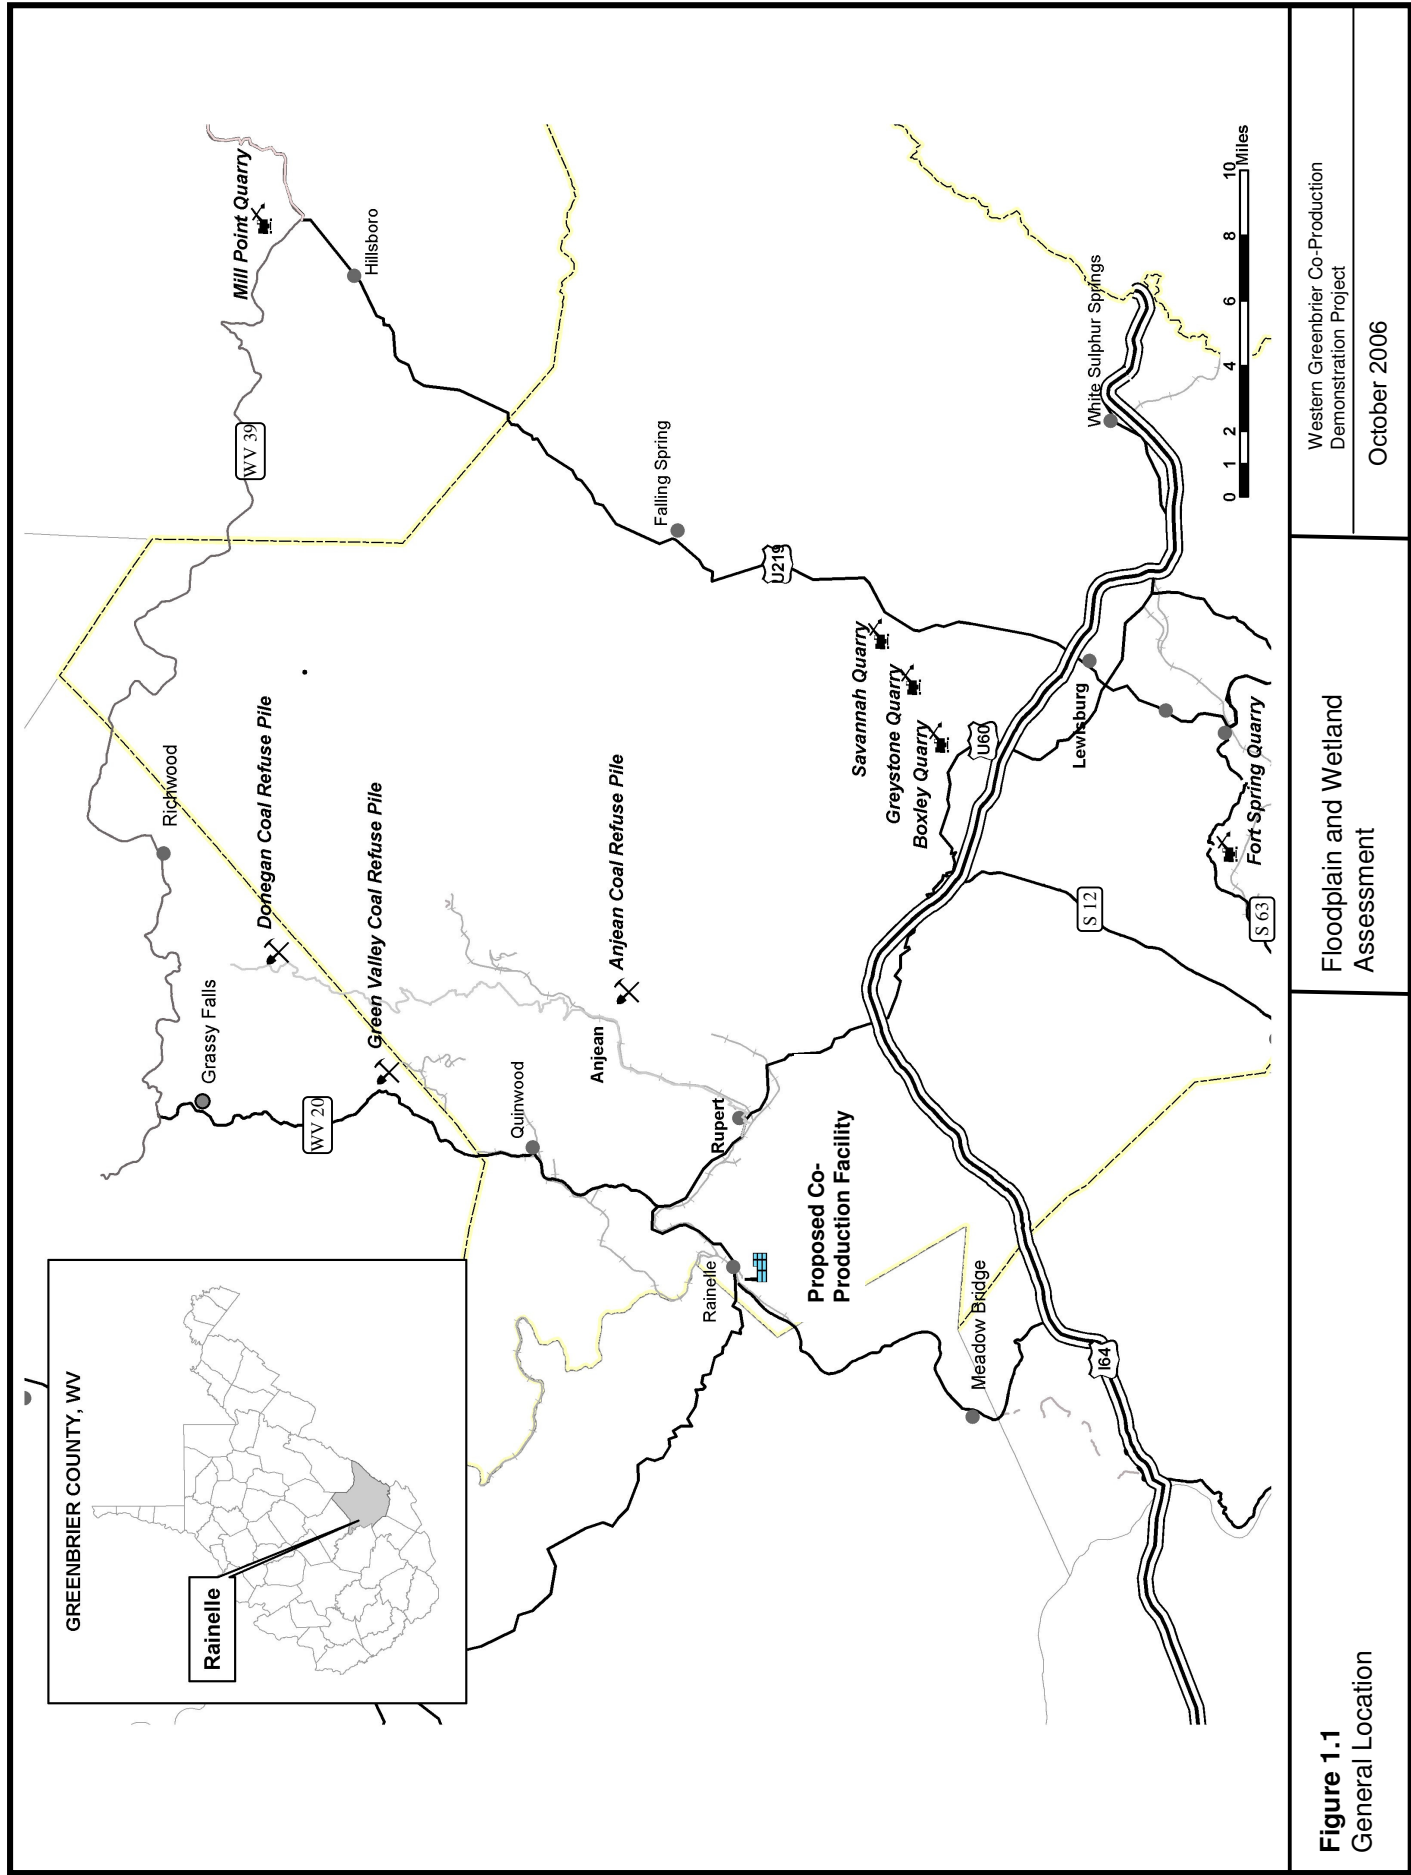 GREENBRIER COUNTY, WV
Rainelle
Grassy Falls
Richwood
WV 39
Mill Point Quarry
Hillsboro
WV 20
Donegan Coal Refuse Pile
Green Valley Coal Refuse Pile
Quinwood
Anjean
Anjean Coal Refuse Pile
Falling Spring
U219
Rainelle
Rupert
Proposed Co-
Production Facility
Savannah Quarry
Greystone Quarry
Boxley Quarry
U60
Meadow Bridge
I64
S 12
Lewisburg
White Sulphur Springs
S 63
Fort Spring Quarry
0 1 2 4 6 8 10
Miles
Figure 1.1
General Location
Floodplain and Wetland
Assessment
Western Greenbrier Co-Production
Demonstration Project
October 2006